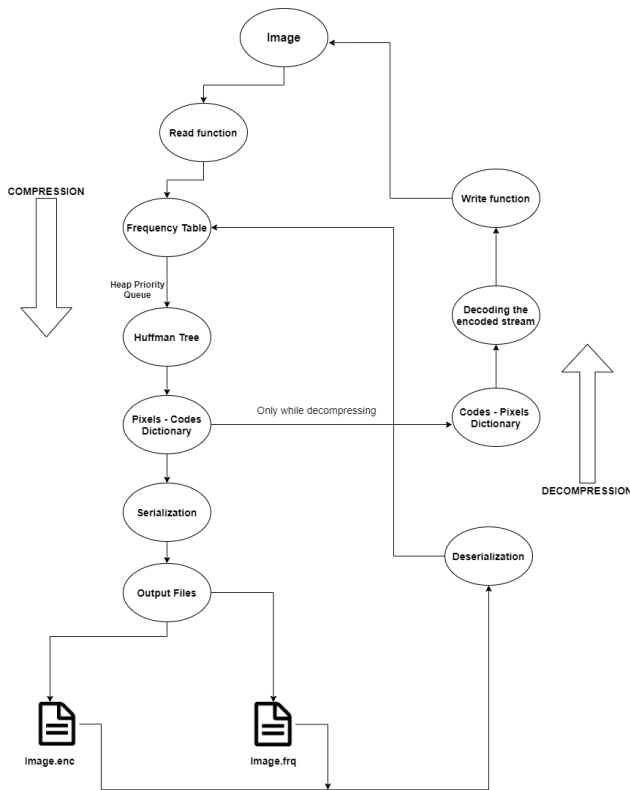 Image
Read function
COMPRESSION
Write function
Frequency Table
Heap Priority
Queue
Decoding the
encoded stream
Huffman Tree
Only while decompressing
Pixels - Codes
Dictionary
Codes - Pixels
Dictionary
DECOMPRESSION
Serialization
Deserialization
Output Files
Image.enc
Image.frq